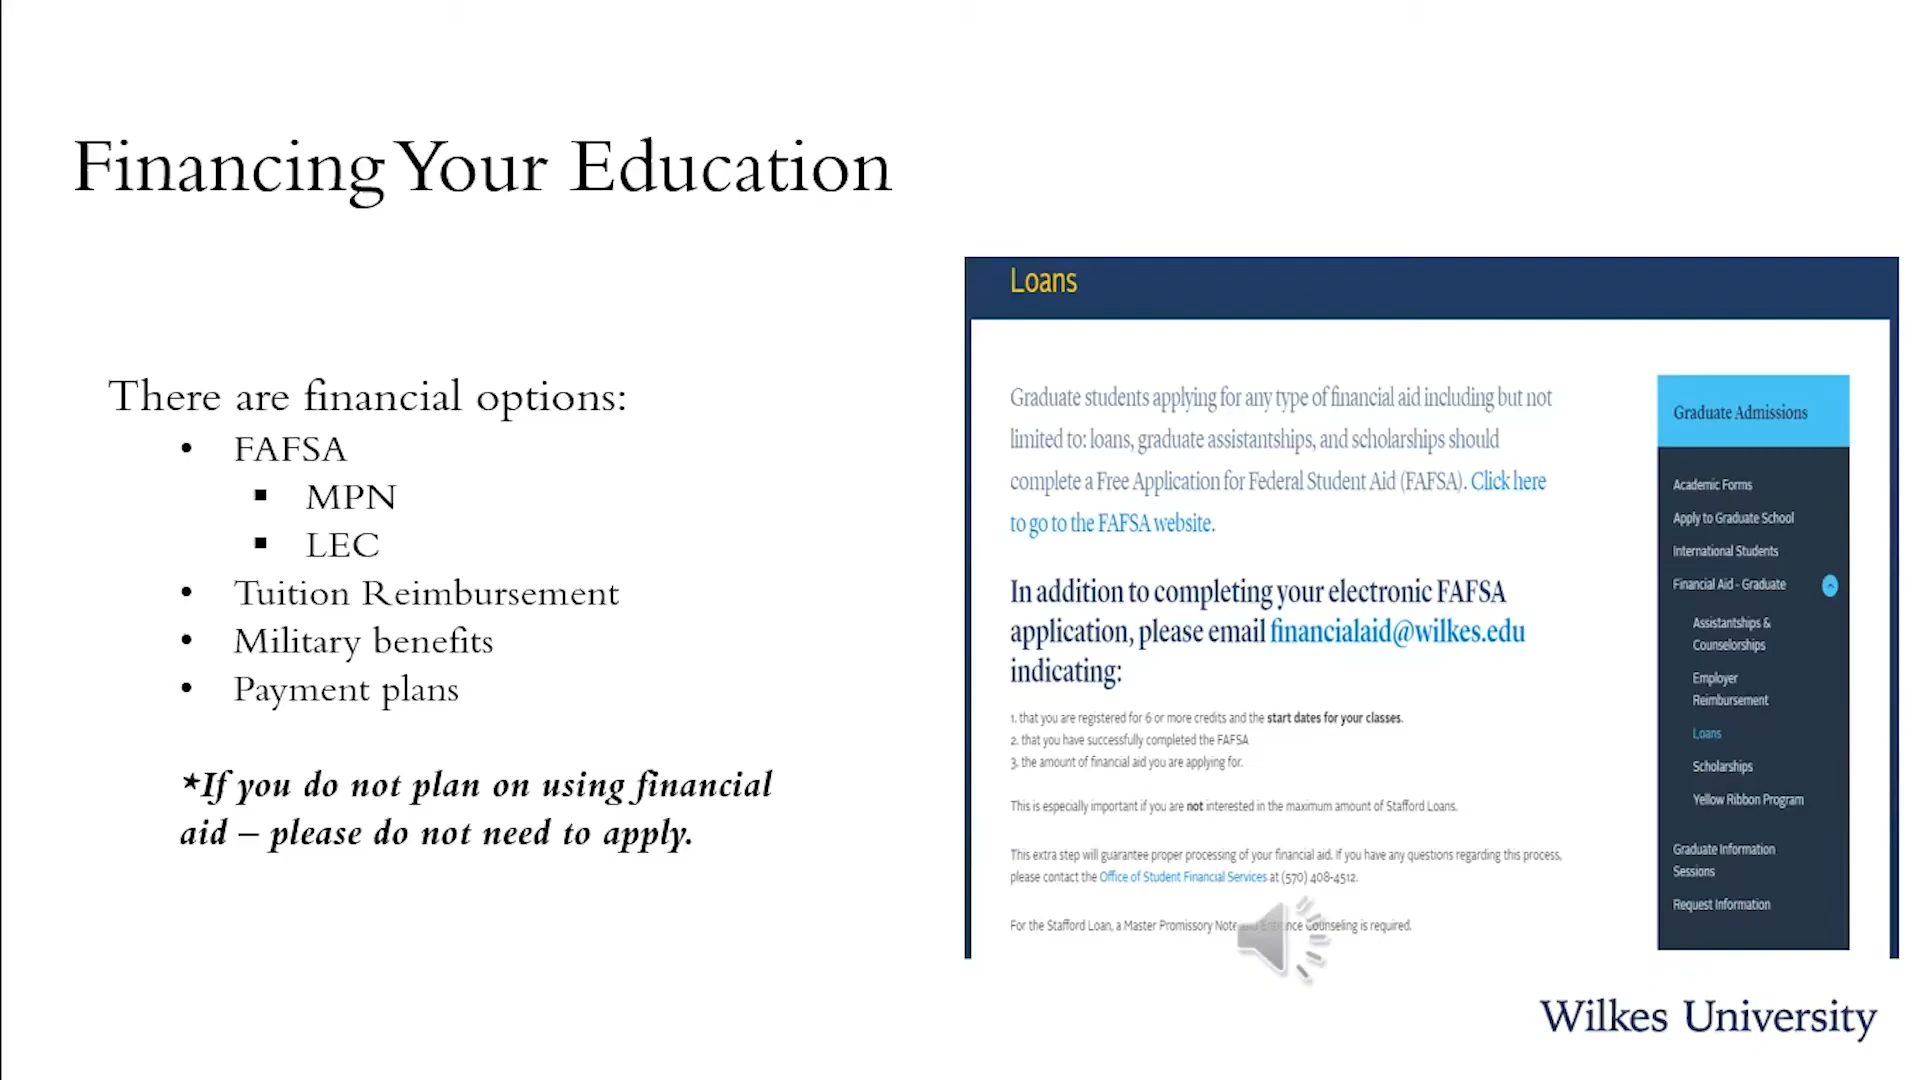 Financing Your Education
There are financial options:
• FAFSA
▪ MPN
▪ LEC
• Tuition Reimbursement
• Military benefits
• Payment plans
*If you do not plan on using financial
aid – please do not need to apply.
Loans
Graduate students applying for any type of financial aid including but not
limited to: loans, graduate assistantships, and scholarships should
complete a Free Application for Federal Student Aid (FAFSA). Click here
to go to the FAFSA website.
In addition to completing your electronic FAFSA
application, please email financialaid@wilkes.edu
indicating:
1. that you are registered for 6 or more credits and the start dates for your classes.
2. that you have successfully completed the FAFSA
3. the amount of financial aid you are applying for.
This is especially important if you are not interested in the maximum amount of Stafford Loans.
This extra step will guarantee proper processing of your financial aid. If you have any questions regarding this process,
please contact the Office of Student Financial Services at (570) 408-4512.
For the Stafford Loan, a Master Promissory Note and Entrance Counseling is required.
Graduate Admissions
Academic Forms
Apply to Graduate School
International Students
Financial Aid - Graduate
Assistantships &
Counselorships
Employer
Reimbursement
Loans
Scholarships
Yellow Ribbon Program
Graduate Information
Sessions
Request Information
Wilkes University